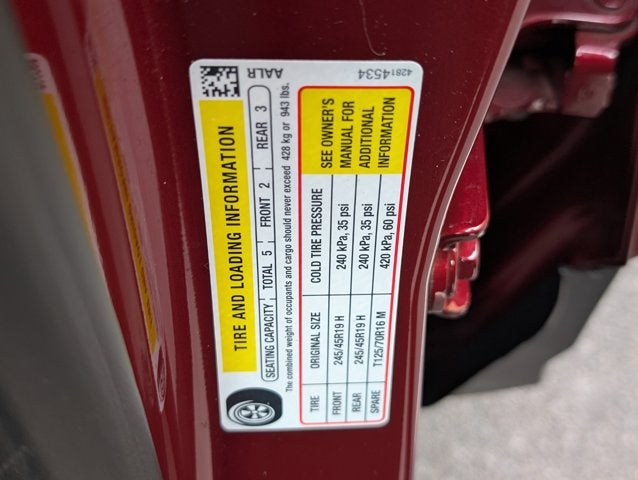 AALR
42814534
TIRE AND LOADING INFORMATION
SEATING CAPACITY TOTAL 5 FRONT 2 REAR 3
The combined weight of occupants and cargo should never exceed 428 kg or 943 lbs.
TIRE ORIGINAL SIZE COLD TIRE PRESSURE
FRONT 245/45R19 H 240 kPa, 35 psi
REAR 245/45R19 H 240 kPa, 35 psi
SPARE T125/70R16 M 420 kPa, 60 psi
SEE OWNER'S
MANUAL FOR
ADDITIONAL
INFORMATION